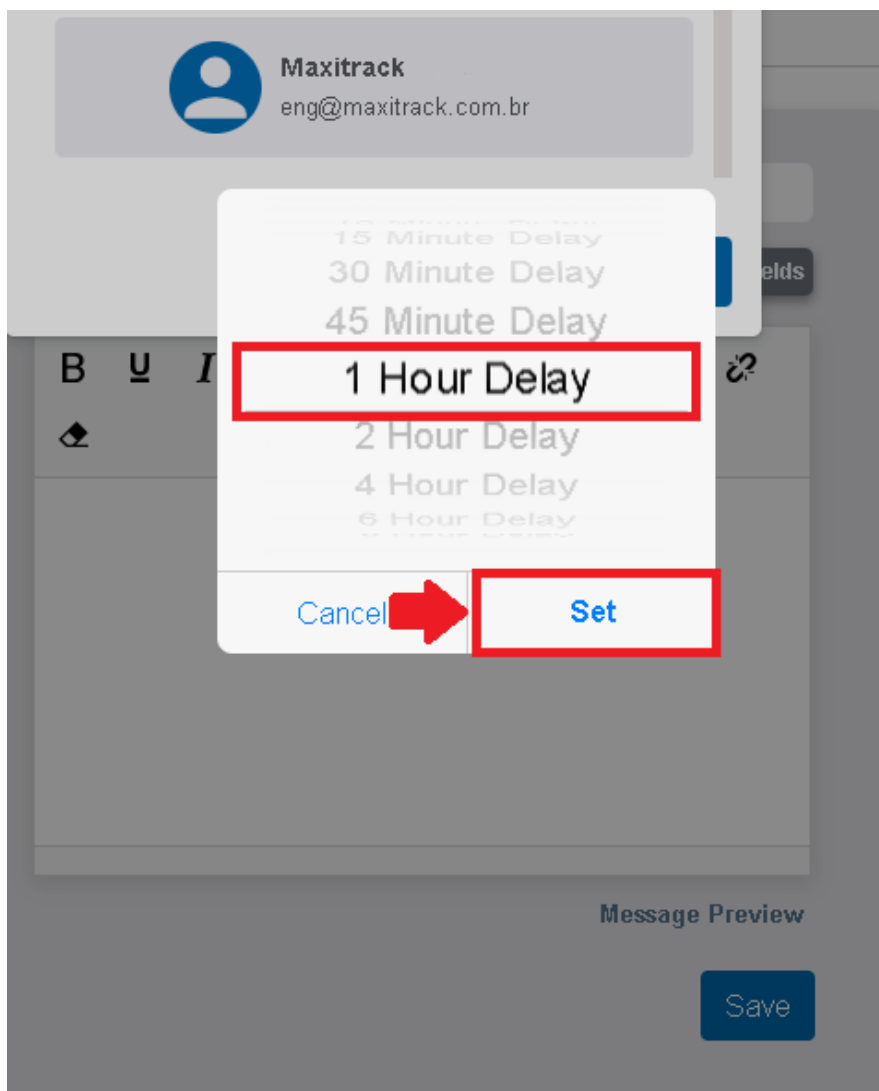 Maxitrack
eng@maxitrack.com.br
15 Minute Delay
30 Minute Delay
elds
45 Minute Delay
B U I
1 Hour Delay
2 Hour Delay
4 Hour Delay
6 Hour Delay
Cancel
Set
Message Preview
Save